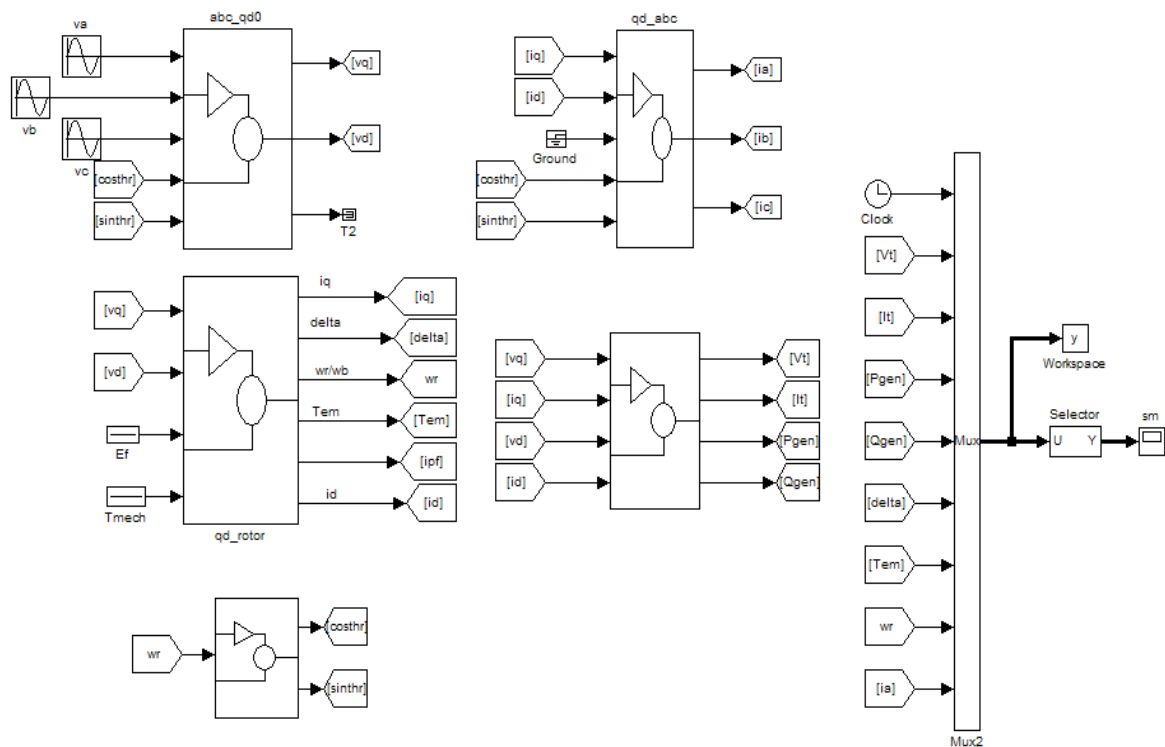 va
abc_qd0
[vq]
vb
[vd]
vc
[costhr]
[sinthr]
T2
qd_abc
[iq]
[ia]
[id]
[ib]
Ground
[costhr]
[ic]
[sinthr]
[vq]
iq
[iq]
delta
[delta]
[vd]
wr/wb
wr
Tem
[Tem]
Ef
[ipf]
id
[id]
Tmech
qd_rotor
[vq]
[Vt]
[iq]
[It]
[vd]
[Pgen]
[id]
[Qgen]
wr
[costhr]
[sinthr]
Clock
[Vt]
[It]
[Pgen]
[Qgen]
[delta]
[Tem]
wr
[ia]
Mux
Mux2
y
Workspace
Selector
U Y
sm